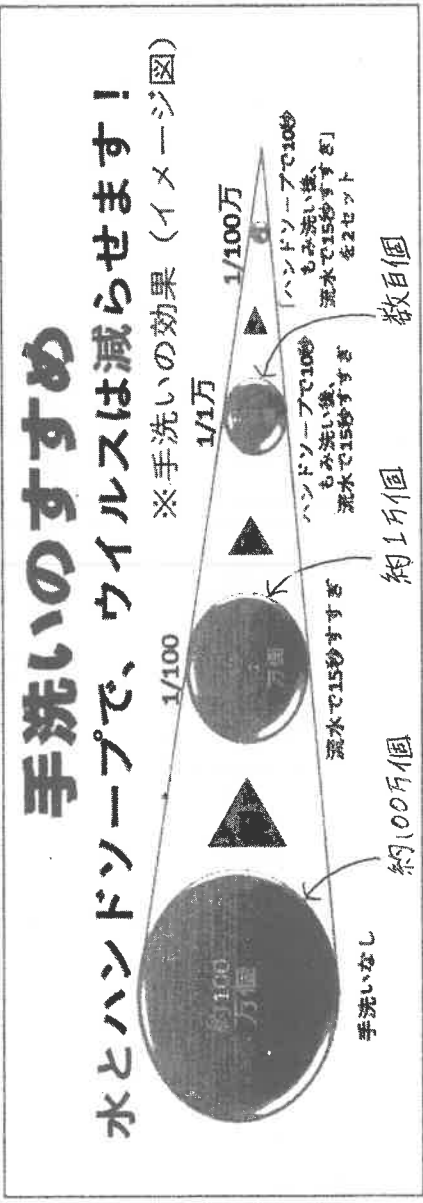 手洗いのすすめ
水とハンドソープで、ウイルスは減らせます！
※手洗いの効果（イメージ図）
約100
万個
手洗いなし
約100万個
1/100
万個
流水で15秒すすぎ
約1万個
1/1万
ハンドソープで10秒
もみ洗い後、
流水で15秒すすぎ
数百個
1/100万
「ハンドソープで10秒
もみ洗い後、
流水で15秒すすぎ」
を2セット